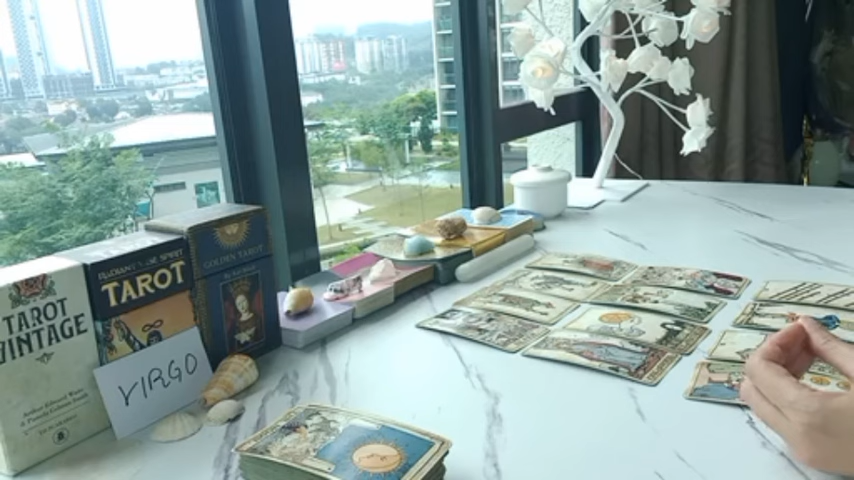 TAROT
VINTAGE
Arthur Edward Waite
& Pamela Colman Smith
RADIANT WISE SPIRIT
TAROT
GOLDEN TAROT
VIRGO